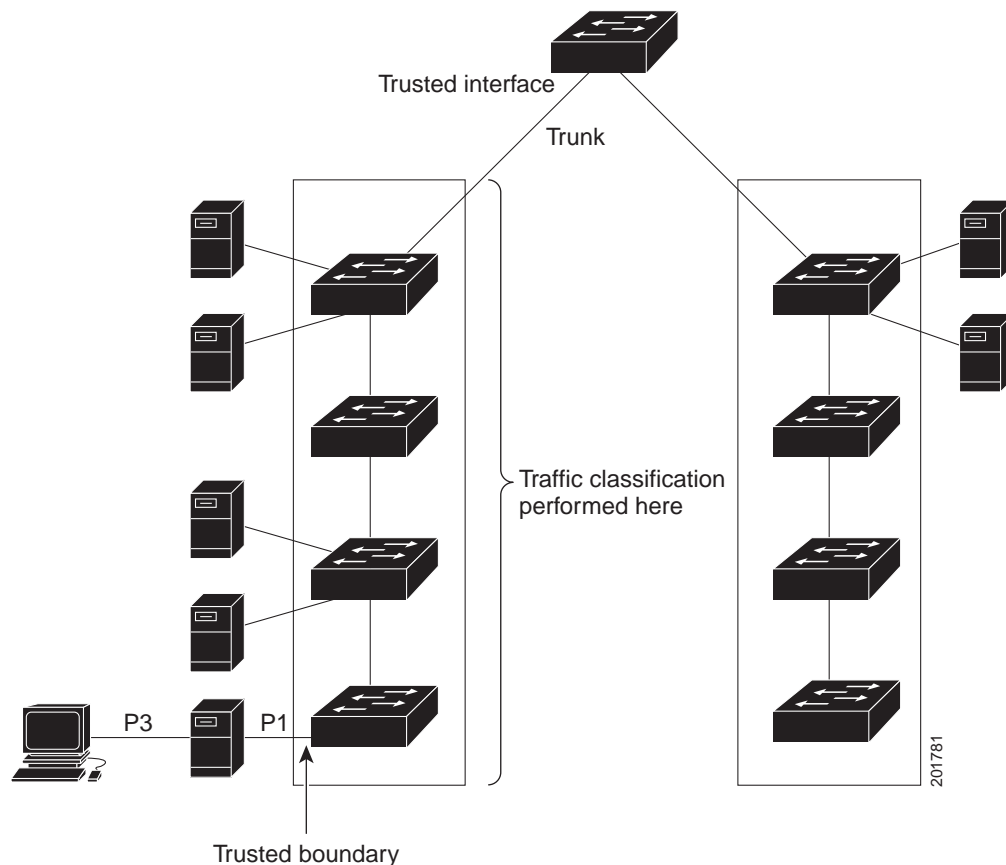 Trusted interface
Trunk
Traffic classification
performed here
P3
P1
201781
Trusted boundary